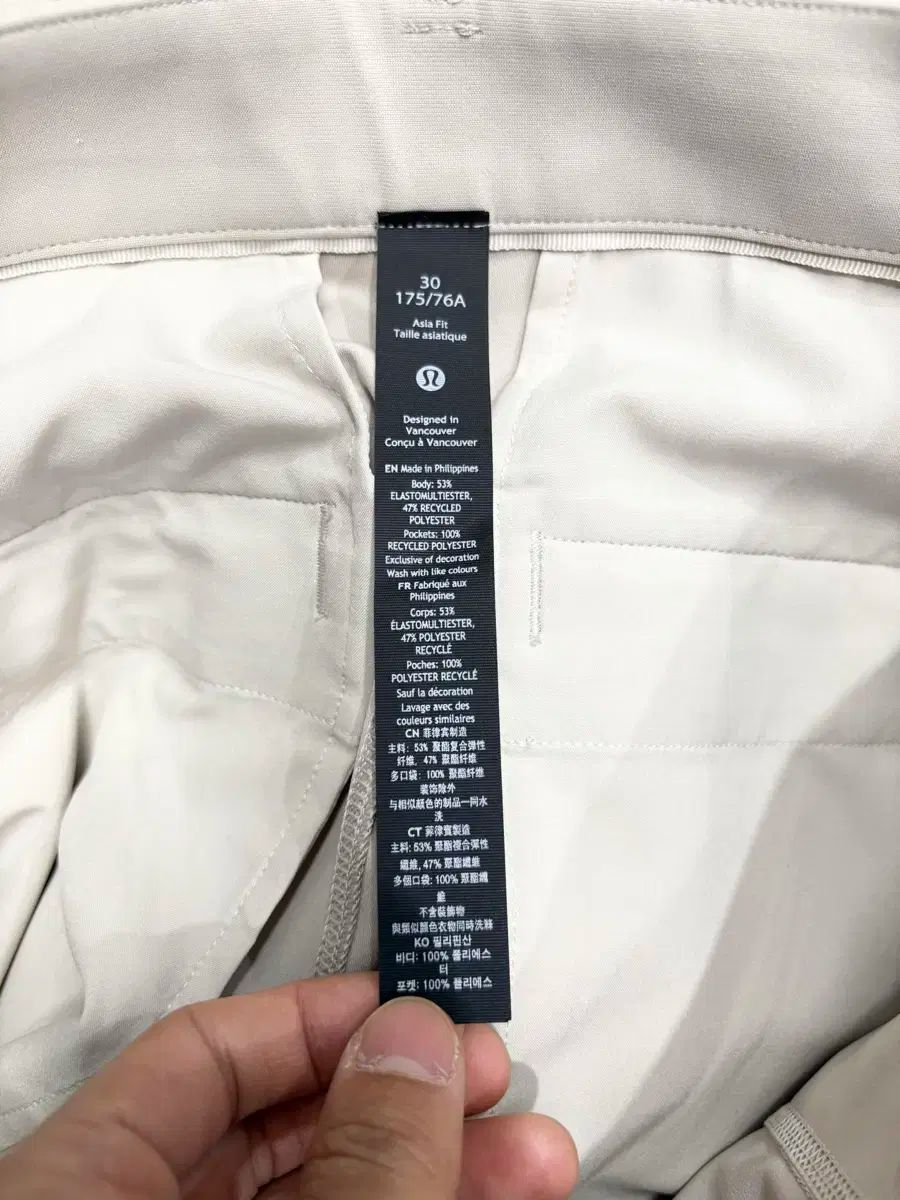 30
175/76A
Asia Fit
Taille asiatique
Designed in
Vancouver
Conçu à Vancouver
EN Made in Philippines
Body: 53%
ELASTOMULTIESTER,
47% RECYCLED
POLYESTER
Pockets: 100%
RECYCLED POLYESTER
Exclusive of decoration
Wash with like colours
FR Fabriqué aux
Philippines
Corps: 53%
ÉLASTOMULTIESTER,
47% POLYESTER
RECYCLÉ
Poches: 100%
POLYESTER RECYCLÉ
Sauf la décoration
Lavage avec des
couleurs similaires
CN 菲律宾制造
主料: 53% 聚酯复合弹性
纤维, 47% 聚酯纤维
多口袋: 100% 聚酯纤维
装饰除外
与相似颜色的制品一同水
洗
CT 菲律賓製造
主料: 53% 聚酯複合彈性
纖維, 47% 聚酯纖維
多個口袋: 100% 聚酯纖
維
不含裝飾物
與類似顏色衣物同時洗滌
KO 필리핀산
바디: 100% 폴리에스
터
포켓: 100% 폴리에스